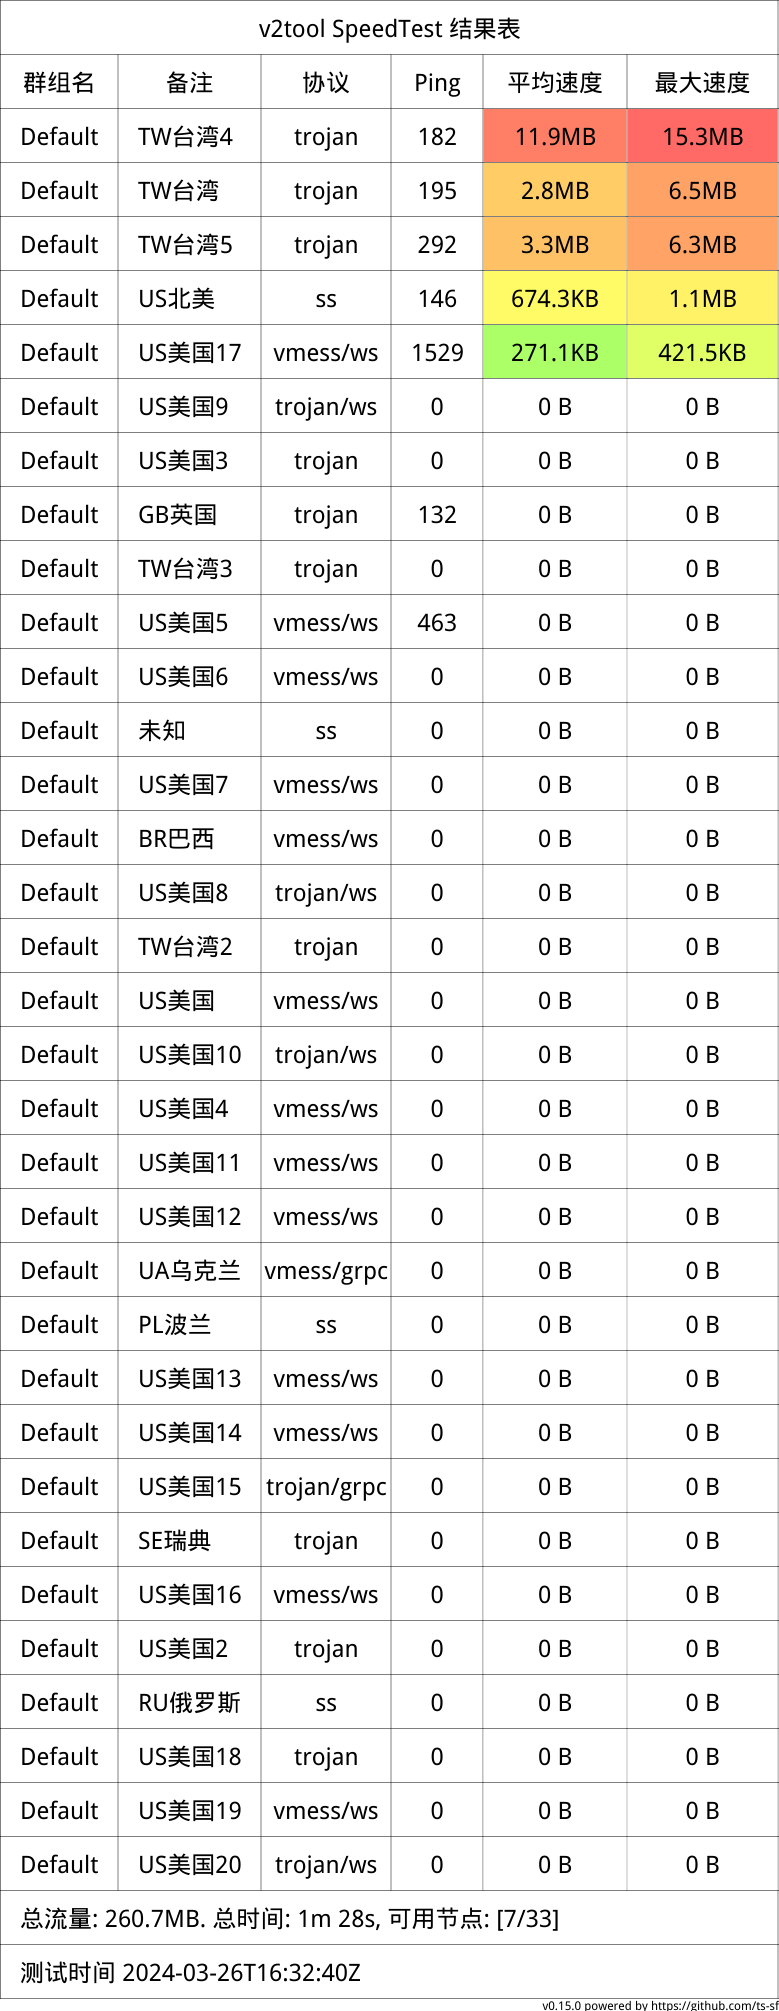 v2tool SpeedTest 结果表
群组名 备注 协议 Ping 平均速度 最大速度
Default TW台湾4 trojan 182 11.9MB 15.3MB
Default TW台湾 trojan 195 2.8MB 6.5MB
Default TW台湾5 trojan 292 3.3MB 6.3MB
Default US北美 ss 146 674.3KB 1.1MB
Default US美国17 vmess/ws 1529 271.1KB 421.5KB
Default US美国9 trojan/ws 0 0 B 0 B
Default US美国3 trojan 0 0 B 0 B
Default GB英国 trojan 132 0 B 0 B
Default TW台湾3 trojan 0 0 B 0 B
Default US美国5 vmess/ws 463 0 B 0 B
Default US美国6 vmess/ws 0 0 B 0 B
Default 未知 ss 0 0 B 0 B
Default US美国7 vmess/ws 0 0 B 0 B
Default BR巴西 vmess/ws 0 0 B 0 B
Default US美国8 trojan/ws 0 0 B 0 B
Default TW台湾2 trojan 0 0 B 0 B
Default US美国 vmess/ws 0 0 B 0 B
Default US美国10 trojan/ws 0 0 B 0 B
Default US美国4 vmess/ws 0 0 B 0 B
Default US美国11 vmess/ws 0 0 B 0 B
Default US美国12 vmess/ws 0 0 B 0 B
Default UA乌克兰 vmess/grpc 0 0 B 0 B
Default PL波兰 ss 0 0 B 0 B
Default US美国13 vmess/ws 0 0 B 0 B
Default US美国14 vmess/ws 0 0 B 0 B
Default US美国15 trojan/grpc 0 0 B 0 B
Default SE瑞典 trojan 0 0 B 0 B
Default US美国16 vmess/ws 0 0 B 0 B
Default US美国2 trojan 0 0 B 0 B
Default RU俄罗斯 ss 0 0 B 0 B
Default US美国18 trojan 0 0 B 0 B
Default US美国19 vmess/ws 0 0 B 0 B
Default US美国20 trojan/ws 0 0 B 0 B
总流量: 260.7MB. 总时间: 1m 28s, 可用节点: [7/33]
测试时间 2024-03-26T16:32:40Z
v0.15.0 powered by https://github.com/ts-sf